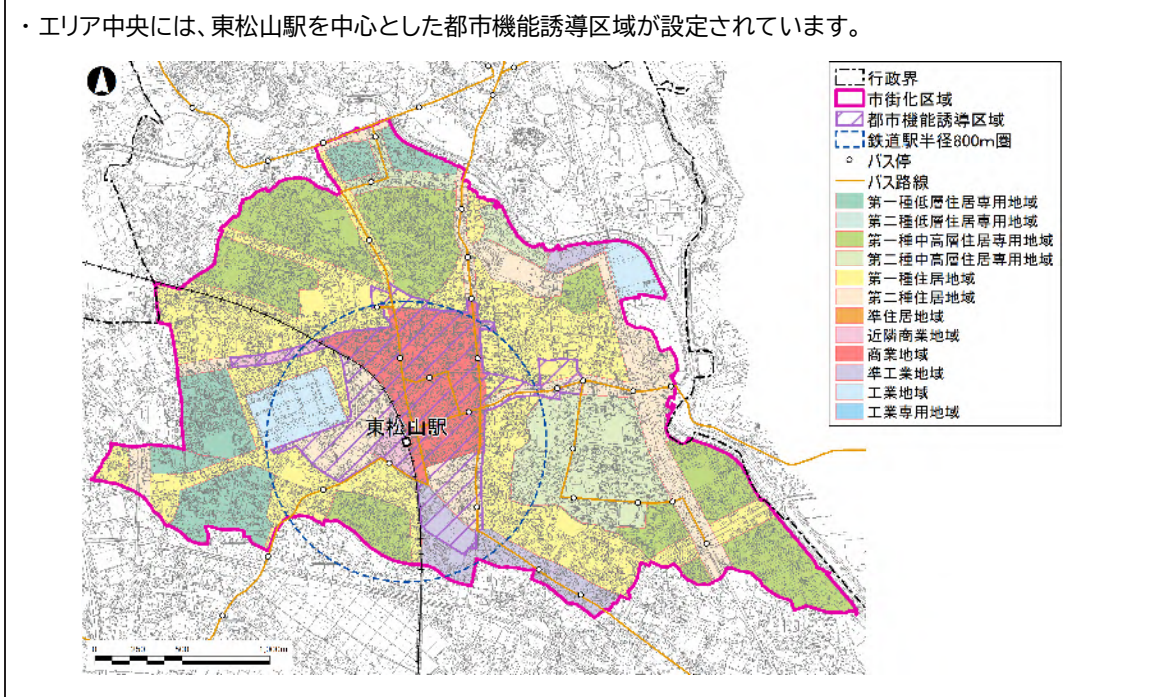 ・エリア中央には、東松山駅を中心とした都市機能誘導区域が設定されています。
行政界
市街化区域
都市機能誘導区域
鉄道駅半径800m圏
バス停
バス路線
第一種低層住居専用地域
第二種低層住居専用地域
第一種中高層住居専用地域
第二種中高層住居専用地域
第一種住居地域
第二種住居地域
準住居地域
近隣商業地域
商業地域
準工業地域
工業地域
工業専用地域
東松山駅
0 250 500 1,000m